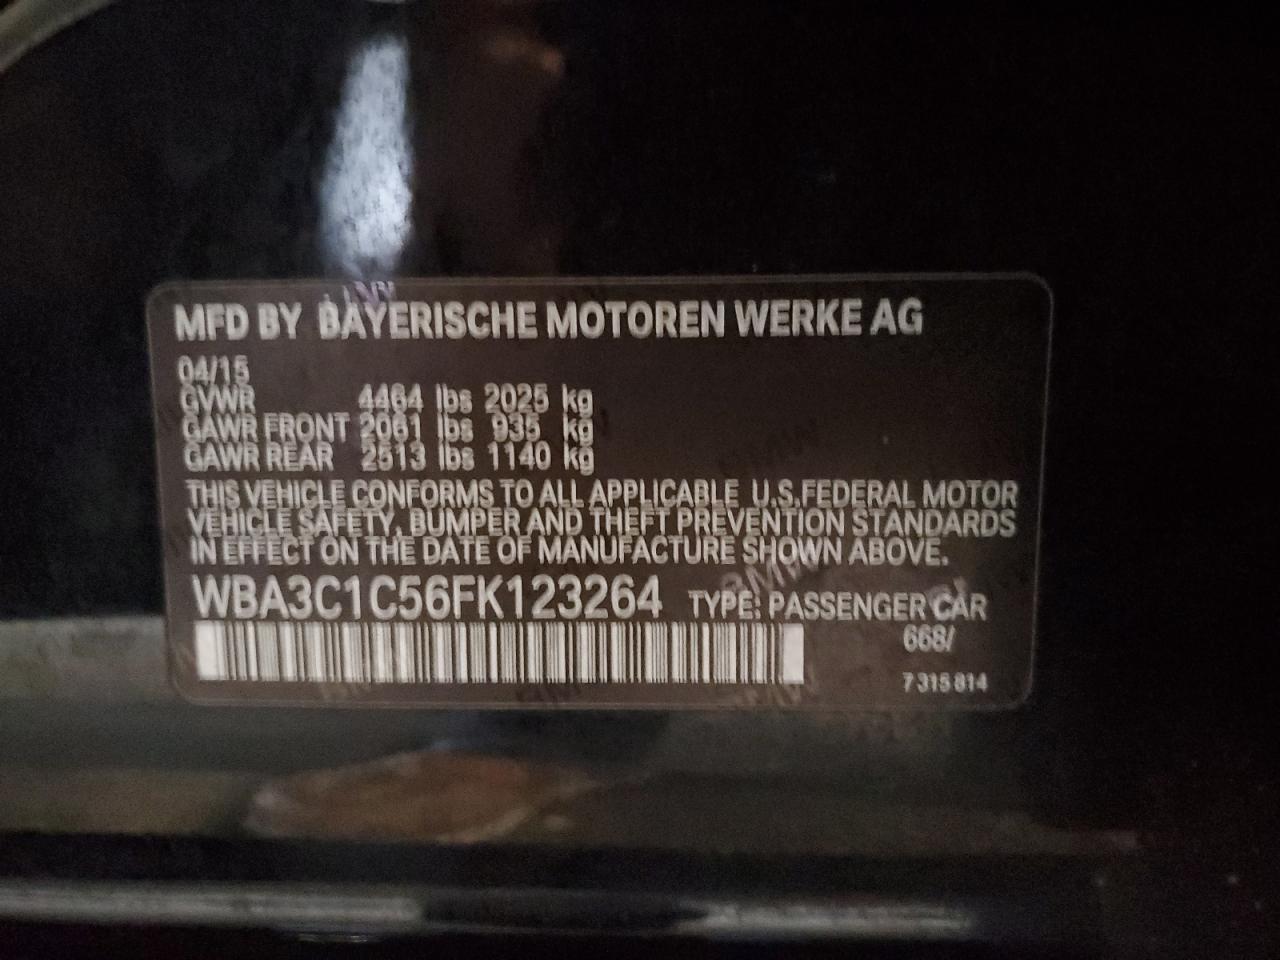 MFD BY BAYERISCHE MOTOREN WERKE AG
04/15
GVWR 4464 lbs 2025 kg
GAWR FRONT 2061 lbs 935 kg
GAWR REAR 2513 lbs 1140 kg
THIS VEHICLE CONFORMS TO ALL APPLICABLE U.S.FEDERAL MOTOR
VEHICLE SAFETY, BUMPER AND THEFT PREVENTION STANDARDS
IN EFFECT ON THE DATE OF MANUFACTURE SHOWN ABOVE.
WBA3C1C56FK123264 TYPE: PASSENGER CAR
668/
7 315 814